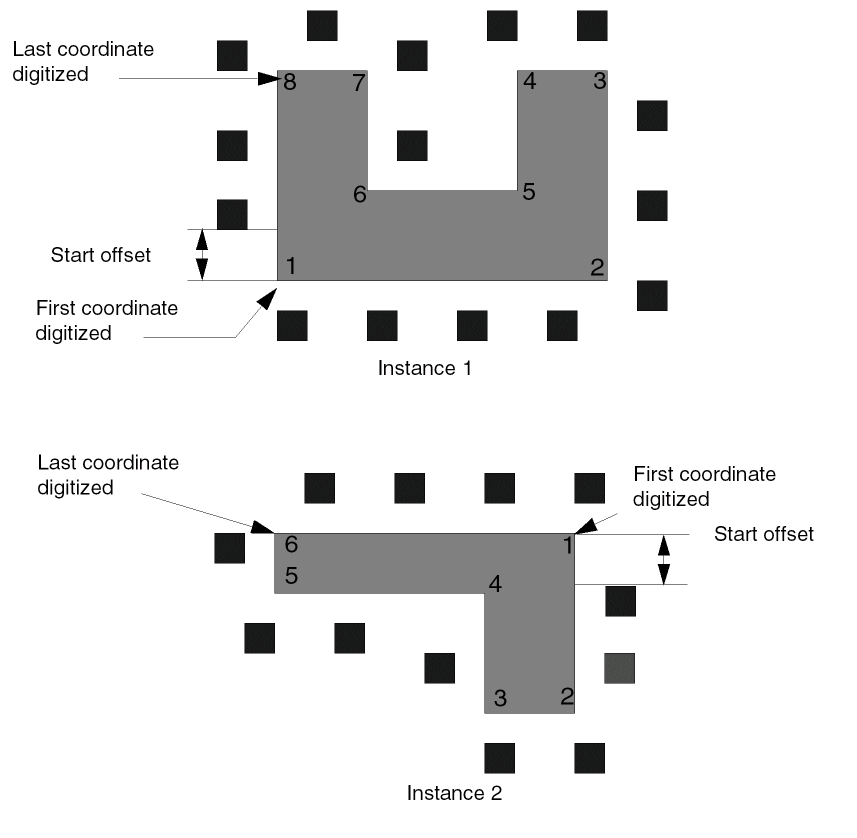 Last coordinate
digitized
8 7 4 3
6 5
Start offset
1 2
First coordinate
digitized
Instance 1
Last coordinate
digitized
First coordinate
digitized
Start offset
6 1
5 4
3 2
Instance 2